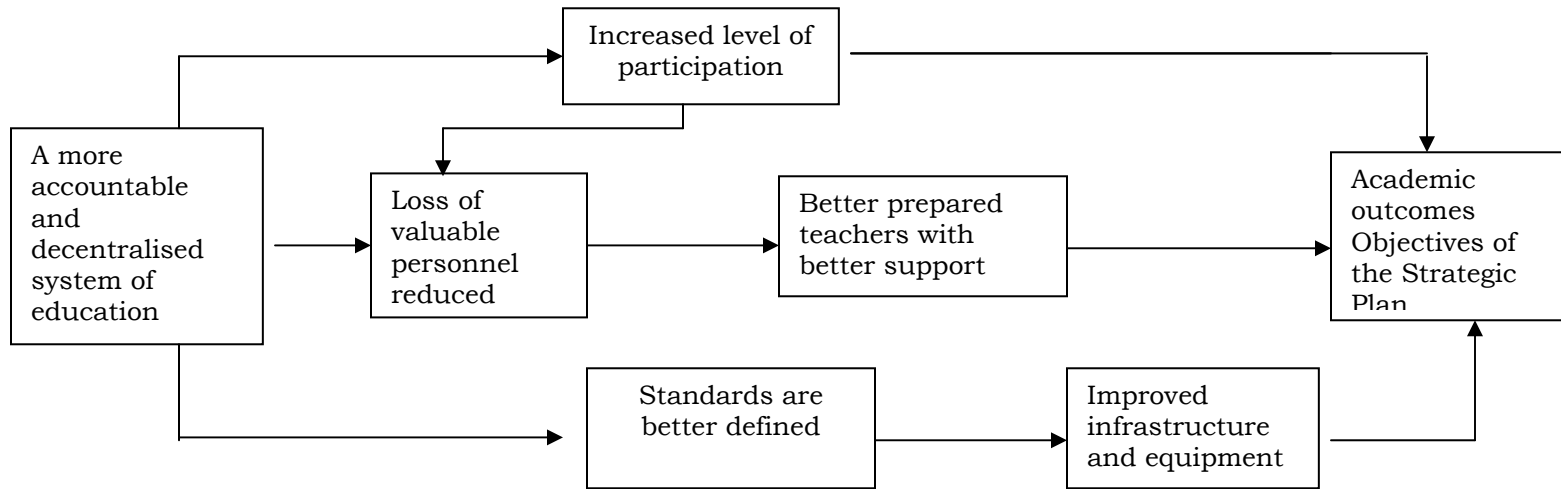 Increased level of
participation
A more
accountable
and
decentralised
system of
education
Loss of
valuable
personnel
reduced
Better prepared
teachers with
better support
Academic
outcomes
Objectives of
the Strategic
Plan
Standards are
better defined
Improved
infrastructure
and equipment